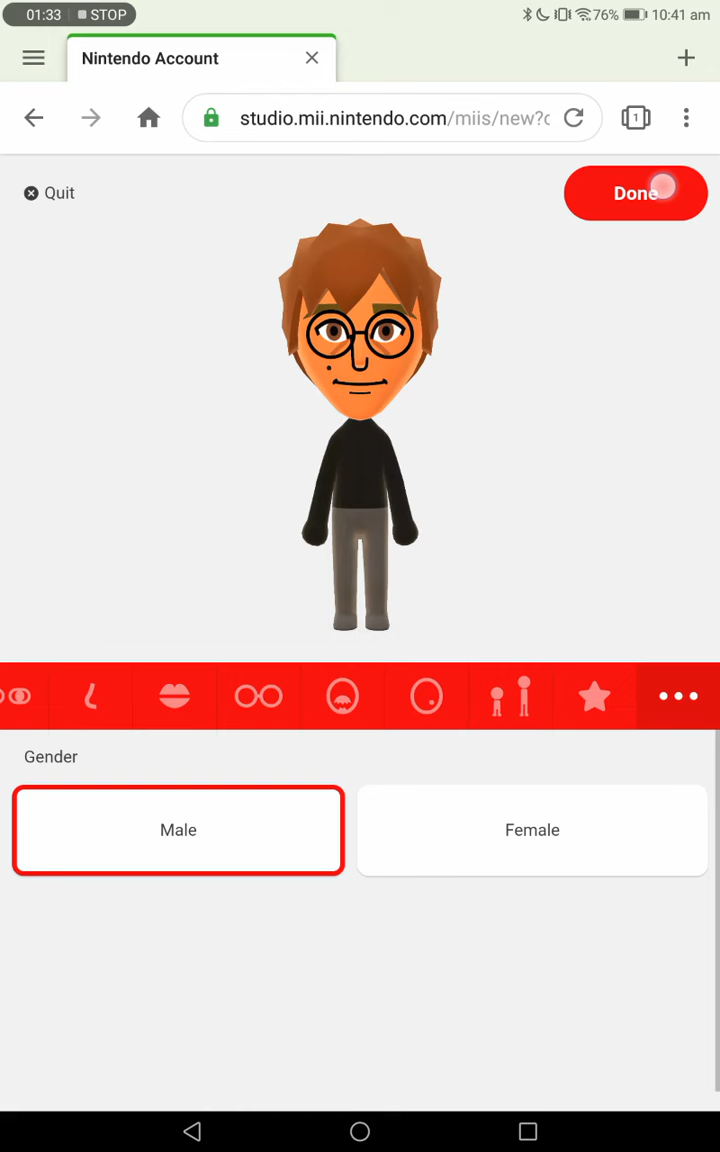 01:33 STOP 76% 10:41 am
Nintendo Account
studio.mii.nintendo.com/miis/new?c
1
Quit
Done
Gender
Male
Female